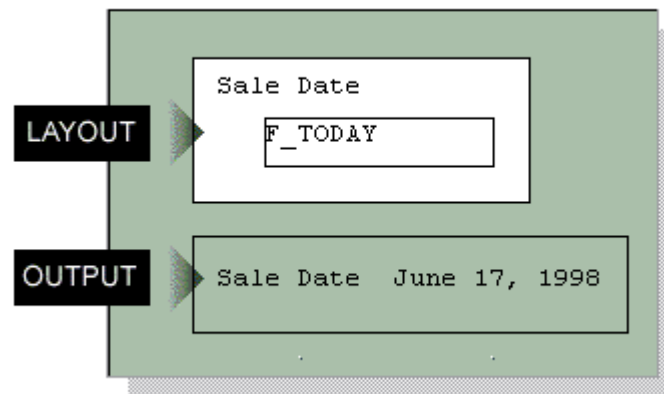 Sale Date
LAYOUT
F_TODAY
OUTPUT
Sale Date June 17, 1998